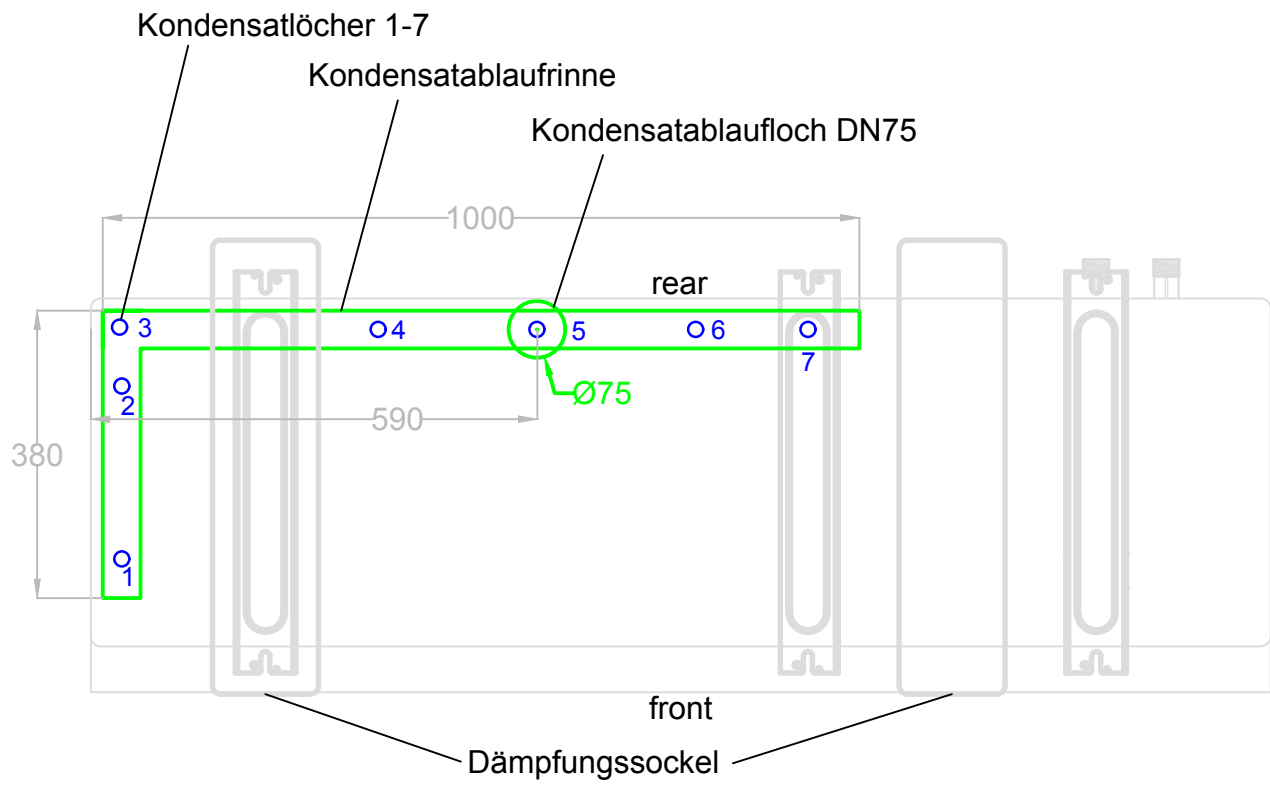 Kondensatlöcher 1-7
Kondensatablaufrinne
Kondensatablaufloch DN75
1000
rear
3
4
5
6
7
2
Ø75
590
380
1
front
Dämpfungssockel